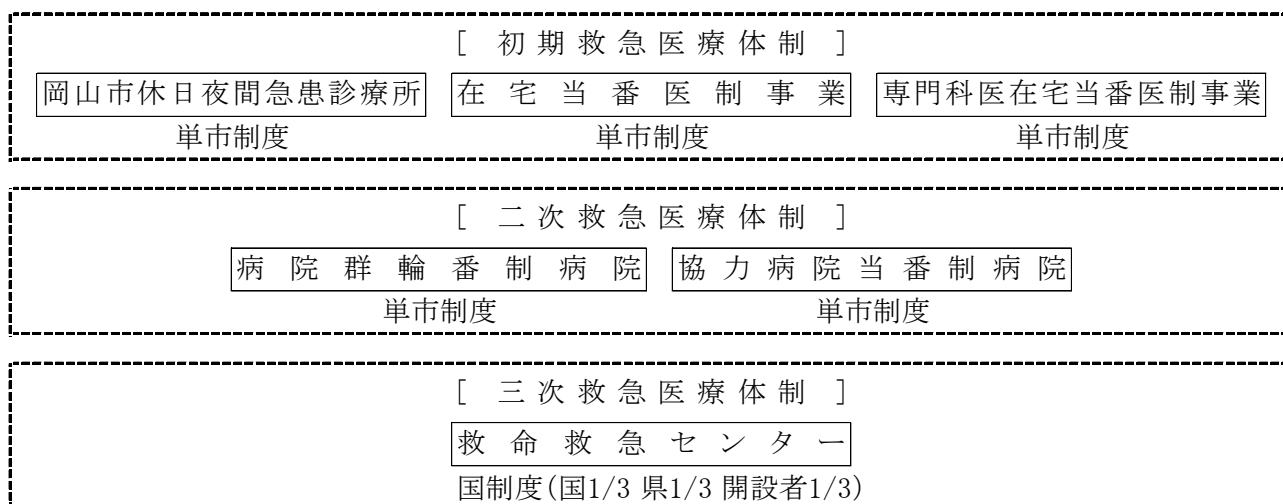 [ 初期救急医療体制 ]
岡山市休日夜間急患診療所 在宅当番医制事業 専門科医在宅当番医制事業
単市制度 単市制度 単市制度
[ 二次救急医療体制 ]
病院群輪番制病院 協力病院当番制病院
単市制度 単市制度
[ 三次救急医療体制 ]
救命救急センター
国制度(国1/3 県1/3 開設者1/3)